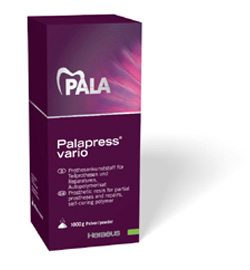 PALA
Palapress®
vario
Prothesenkunststoff für
Teilprothesen und
Reparaturen,
Autopolymerisat
Prosthetic resin for partial
prostheses and repairs,
self-curing polymer
1000 g Pulver/powder
Heraeus